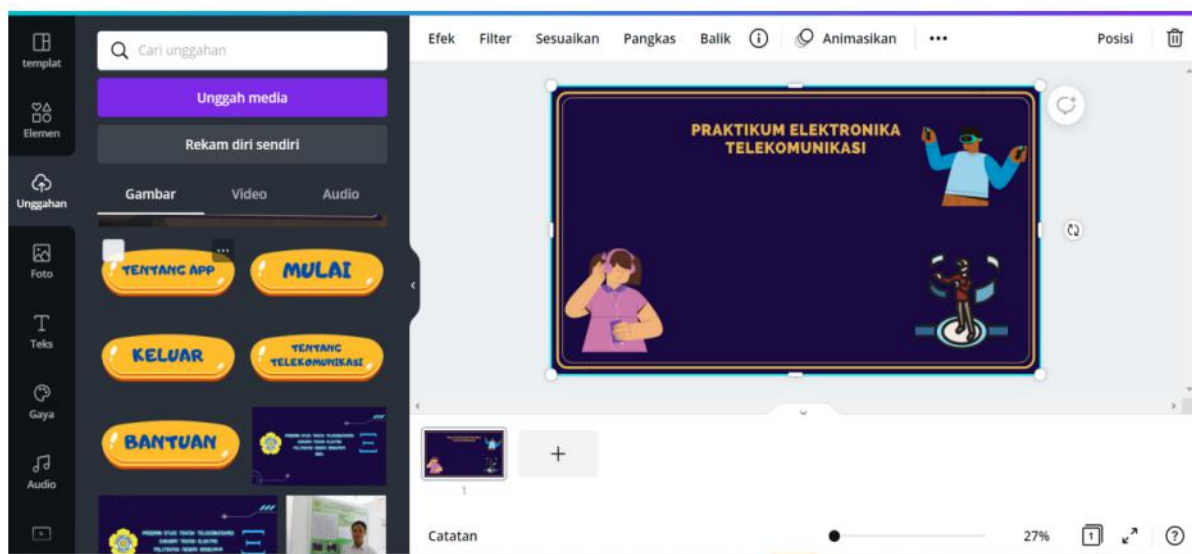 templat
Elemen
Unggahan
Foto
Teks
Gaya
Audio
Cari unggahan
Unggah media
Rekam diri sendiri
Gambar Video Audio
TENTANG APP
MULAI
KELUAR
TENTANG
TELEKOMUNIKASI
BANTUAN
Efek Filter Sesuaikan Pangkas Balik Animasikan Posisi
PRAKTIKUM ELEKTRONIKA
TELEKOMUNIKASI
1
Catatan
27%
1